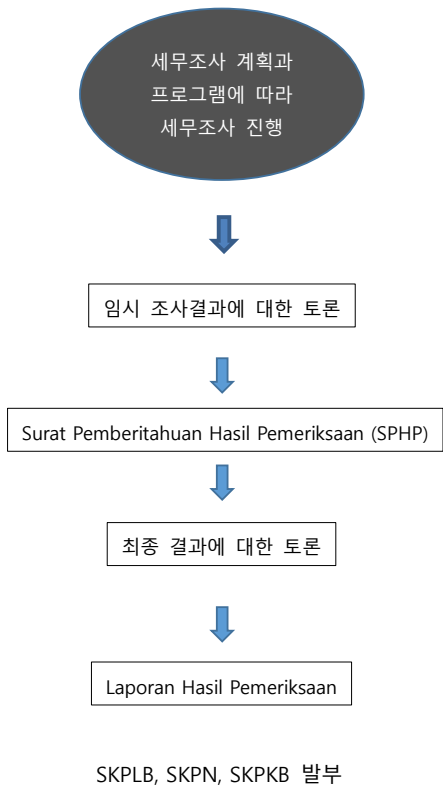 세무조사 계획과
프로그램에 따라
세무조사 진행
임시 조사결과에 대한 토론
Surat Pemberitahuan Hasil Pemeriksaan (SPHP)
최종 결과에 대한 토론
Laporan Hasil Pemeriksaan
SKPLB, SKPN, SKPKB 발부